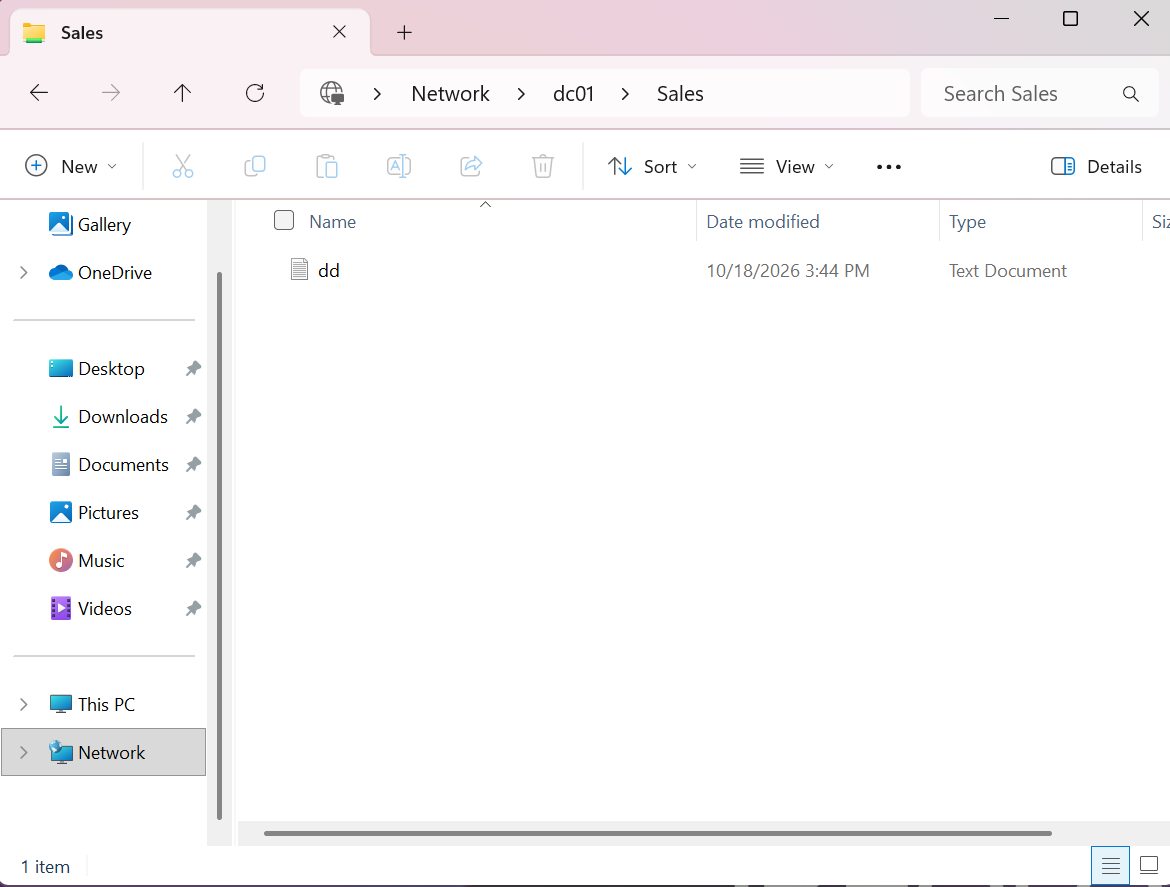 Sales
Network dc01 Sales
Search Sales
New
Sort
View
Details
Gallery
OneDrive
Desktop
Downloads
Documents
Pictures
Music
Videos
This PC
Network
Name Date modified Type Siz
dd 10/18/2026 3:44 PM Text Document
1 item